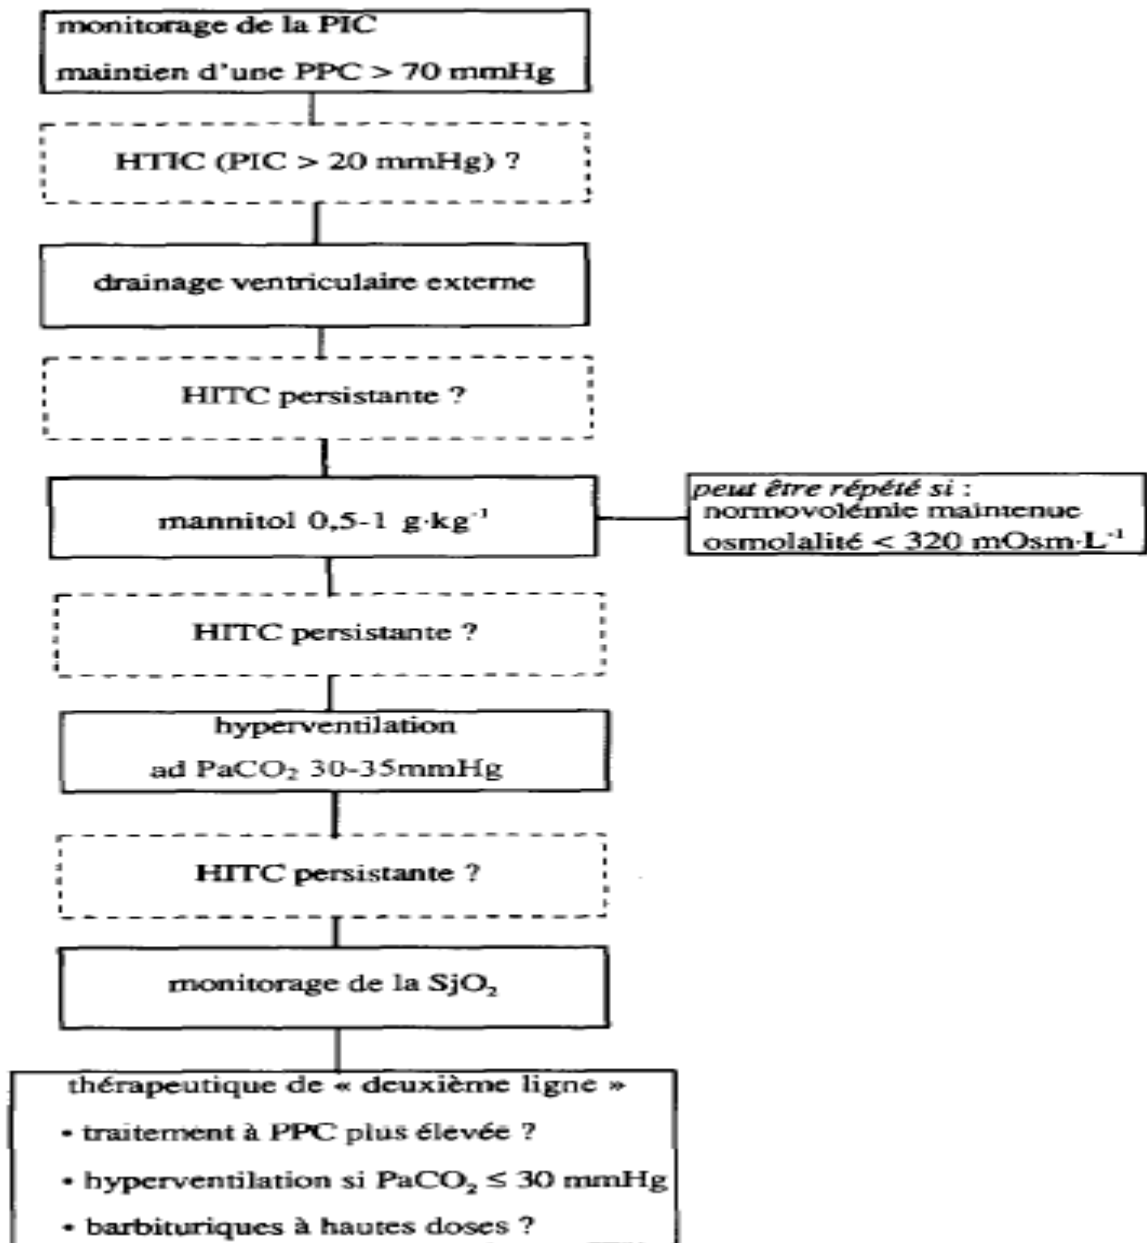 monitorage de la PIC
maintien d'une PPC > 70 mmHg
HTIC (PIC > 20 mmHg) ?
drainage ventriculaire externe
HITC persistante ?
mannitol 0,5-1 g·kg⁻¹
peut être répété si :
normovolémie maintenue
osmolalité < 320 mOsm·L⁻¹
HITC persistante ?
hyperventilation
ad PaCO₂ 30-35mmHg
HITC persistante ?
monitorage de la SjO₂
thérapeutique de « deuxième ligne »
• traitement à PPC plus élevée ?
• hyperventilation si PaCO₂ ≤ 30 mmHg
• barbituriques à hautes doses ?